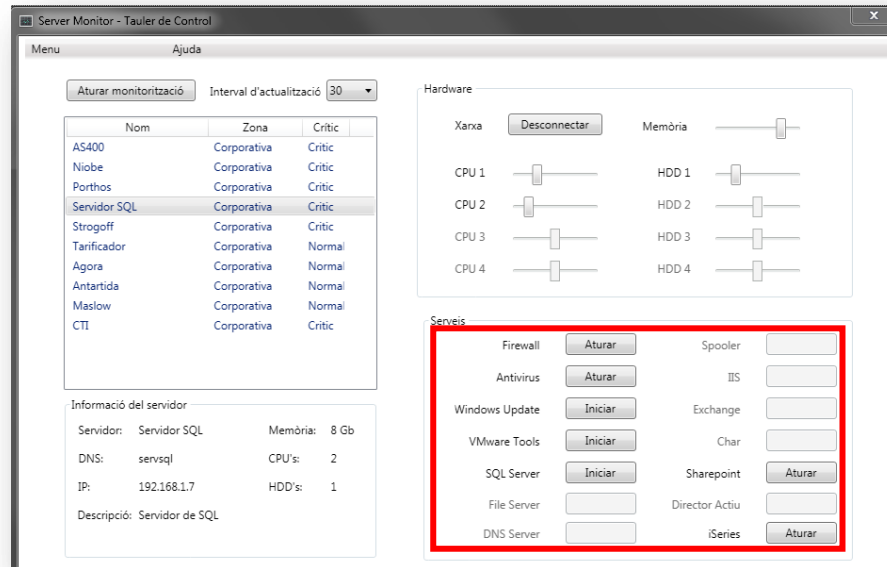 Server Monitor - Tauler de Control
x
Menu Ajuda
Aturar monitorització Interval d'actualització 30
Nom Zona Crític
AS400 Corporativa Critic
Niobe Corporativa Critic
Porthos Corporativa Critic
Servidor SQL Corporativa Critic
Strogoff Corporativa Critic
Tarificador Corporativa Normal
Agora Corporativa Normal
Antartida Corporativa Normal
Maslow Corporativa Normal
CTI Corporativa Critic
Informació del servidor
Servidor: Servidor SQL Memòria: 8 Gb
DNS: servsql CPU's: 2
IP: 192.168.1.7 HDD's: 1
Descripció: Servidor de SQL
Hardware
Xarxa Desconnectar Memòria
CPU 1 HDD 1
CPU 2 HDD 2
CPU 3 HDD 3
CPU 4 HDD 4
Serveis
Firewall Aturar Spooler
Antivirus Aturar IIS
Windows Update Iniciar Exchange
VMware Tools Iniciar Char
SQL Server Iniciar Sharepoint Aturar
File Server Director Actiu
DNS Server iSeries Aturar